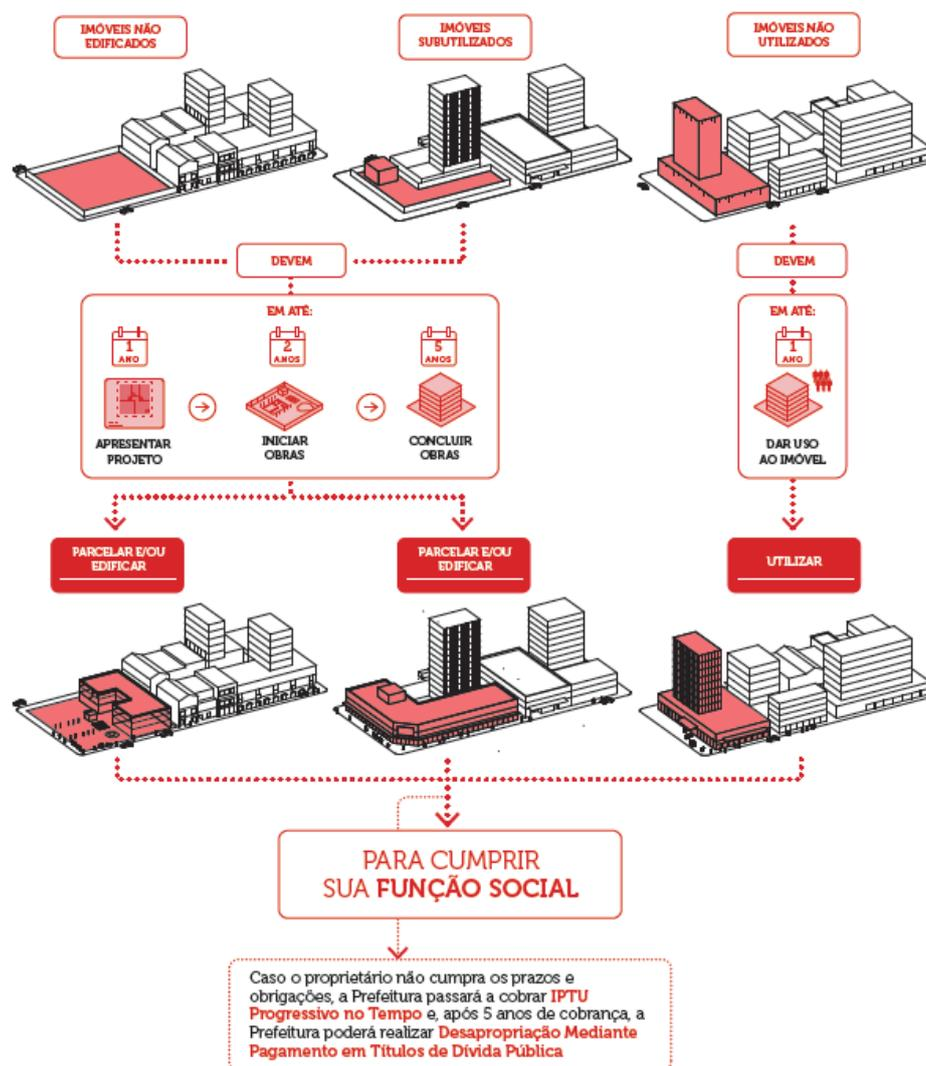 IMÓVEIS NÃO
EDIFICADOS
IMÓVEIS
SUBUTILIZADOS
IMÓVEIS NÃO
UTILIZADOS
DEVEM
DEVEM
EM ATÉ:
1
ANO
2
ANOS
5
ANOS
APRESENTAR
PROJETO
INICIAR
OBRAS
CONCLUIR
OBRAS
EM ATÉ:
1
ANO
DAR USO
AO IMÓVEL
PARCELAR E/OU
EDIFICAR
PARCELAR E/OU
EDIFICAR
UTILIZAR
PARA CUMPRIR
SUA FUNÇÃO SOCIAL
Caso o proprietário não cumpra os prazos e
obrigações, a Prefeitura passará a cobrar IPTU
Progressivo no Tempo e, após 5 anos de cobrança, a
Prefeitura poderá realizar Desapropriação Mediante
Pagamento em Títulos de Dívida Pública